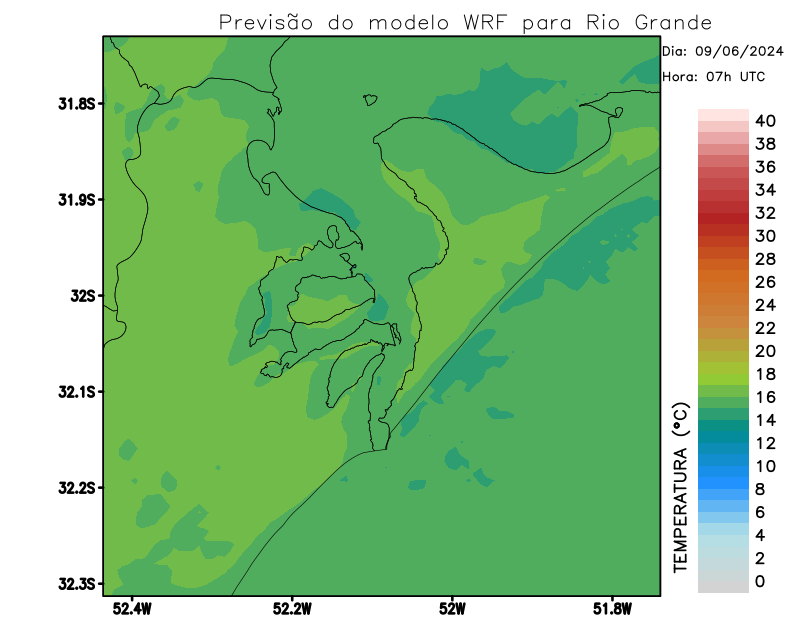 Previsão do modelo WRF para Rio Grande
Dia: 09/06/2024
Hora: 07h UTC
31.8S
31.9S
32S
32.1S
32.2S
32.3S
52.4W
52.2W
52W
51.8W
40
38
36
34
32
30
28
26
24
22
20
18
16
14
12
10
8
6
4
2
0
TEMPERATURA (°C)